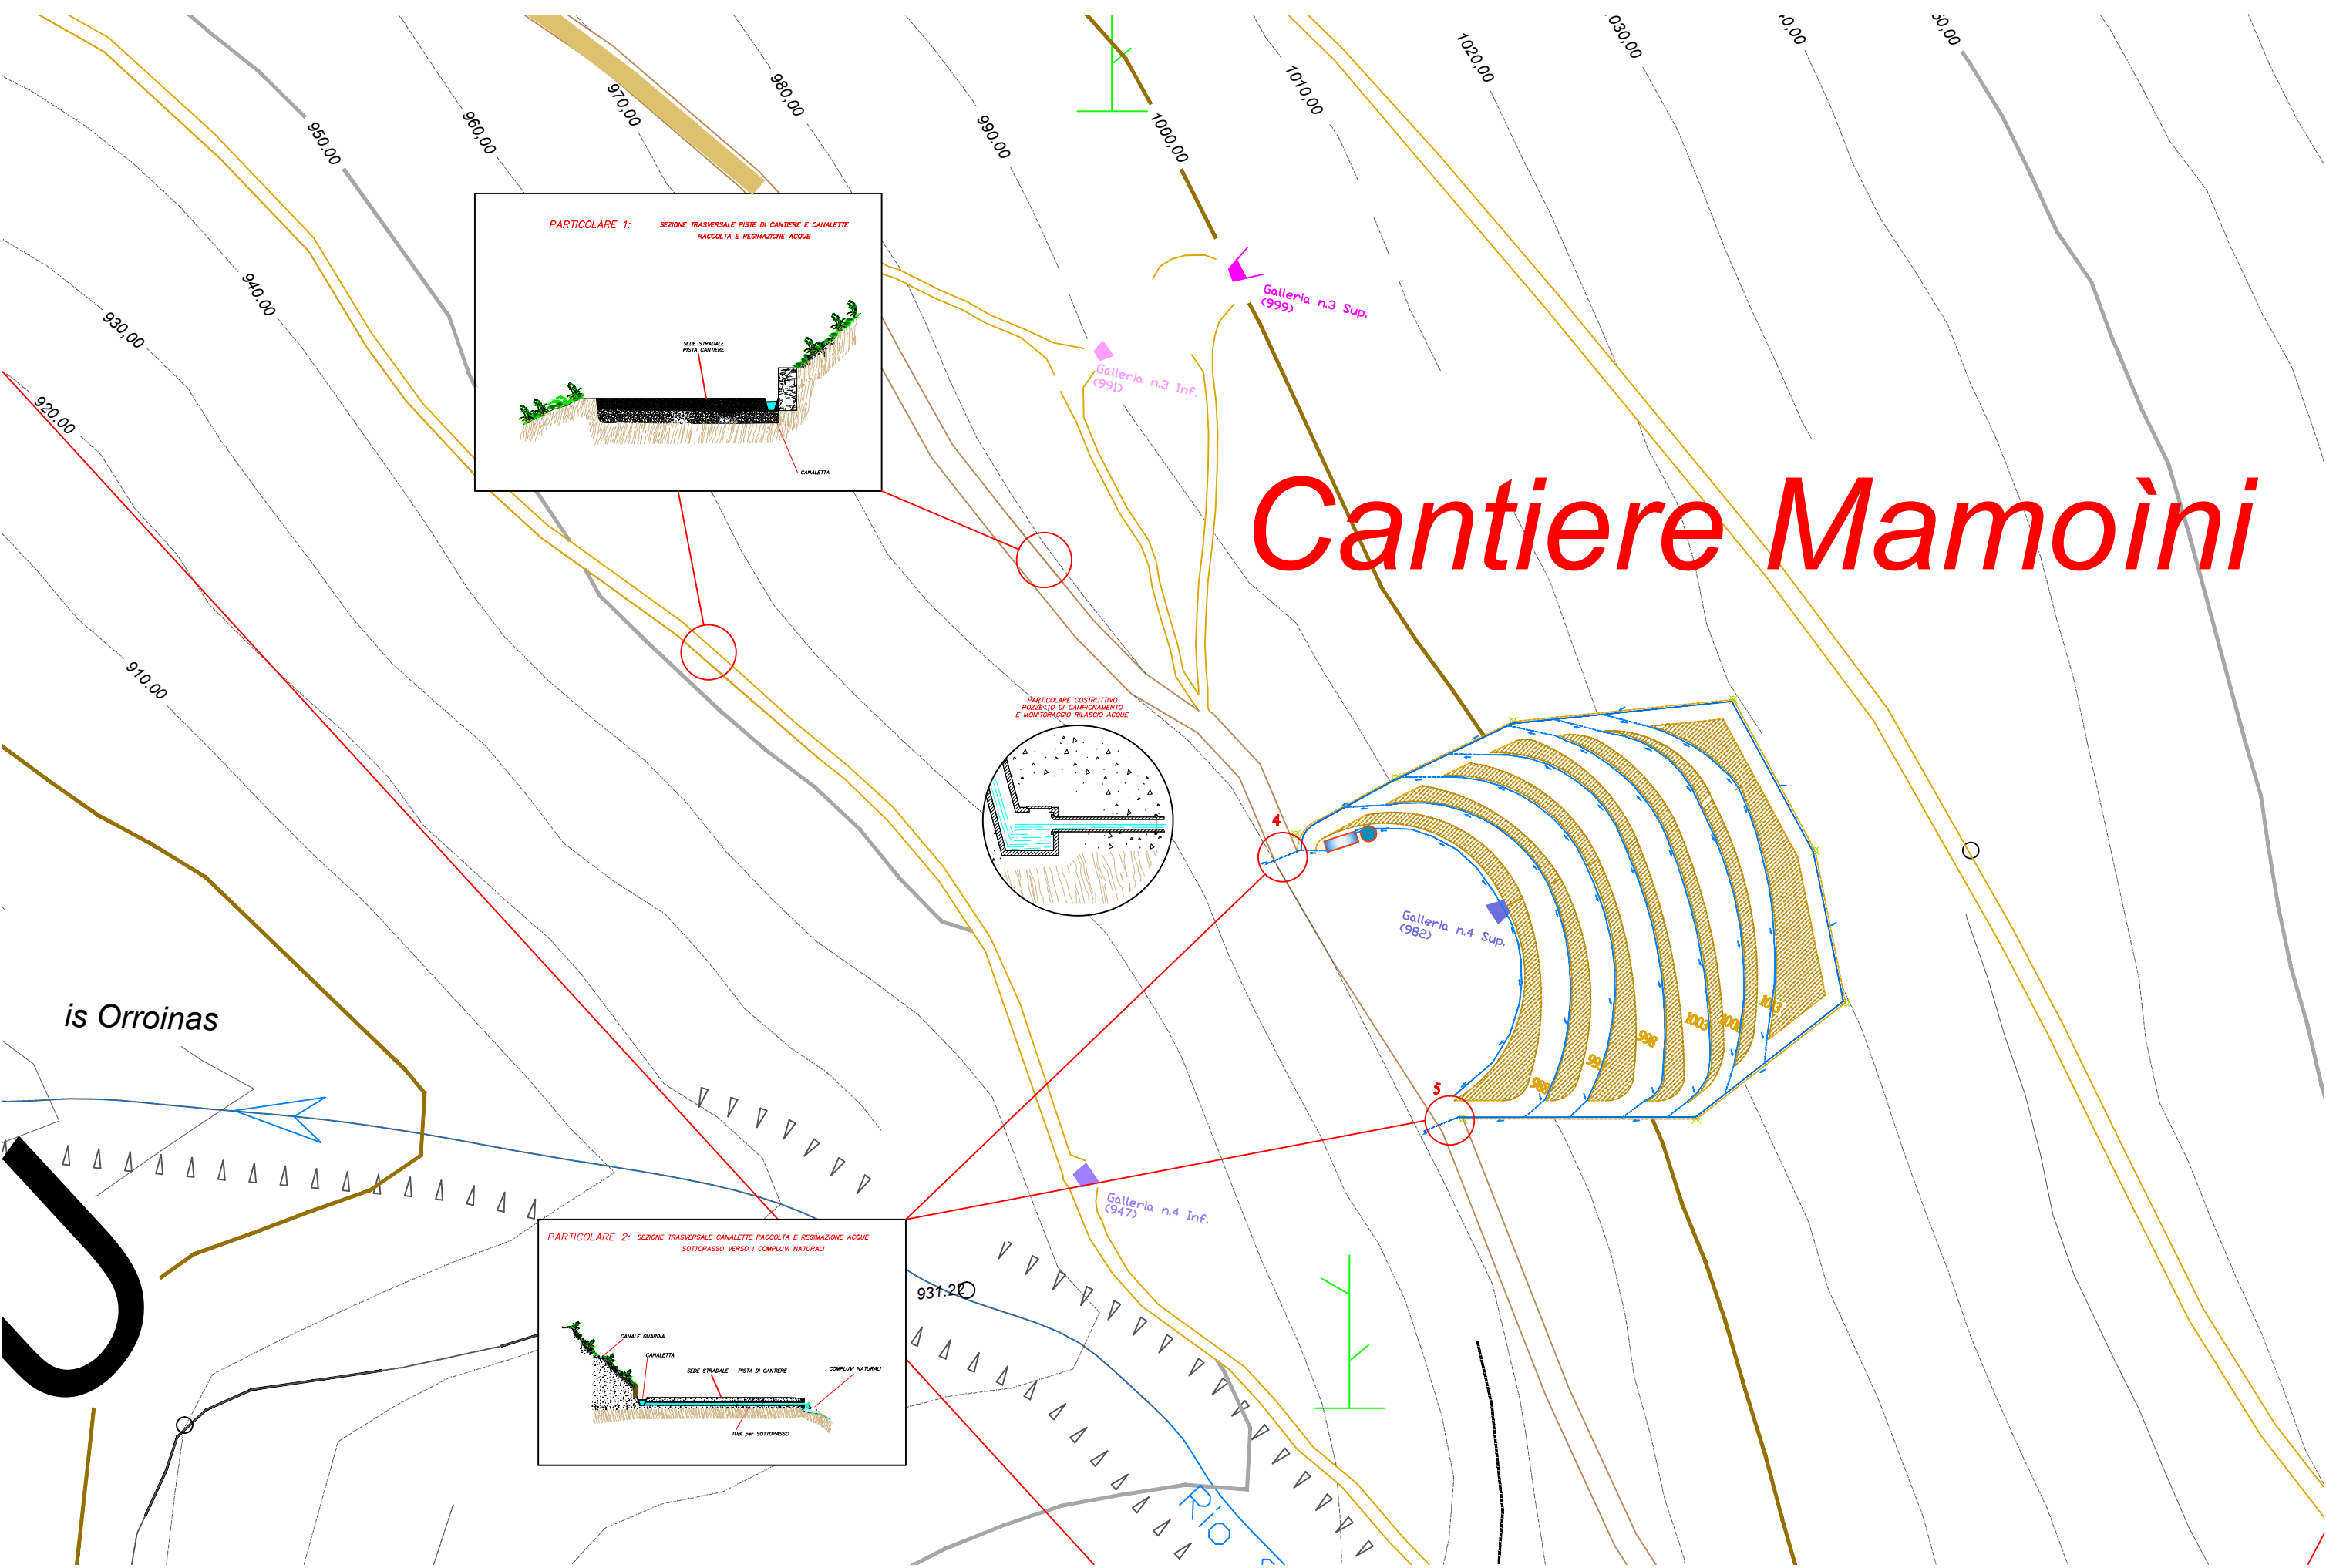 1020,00
950,00
960,00
970,00
980,00
990,00
1000,00
1010,00
940,00
930,00
920,00
910,00
PARTICOLARE 1: SEZIONE TRASVERSALE PISTE DI CANTIERE E CANALETTE
RACCOLTA E REGIMAZIONE ACQUE
SEDE STRADALE
PISTA CANTIERE
CANALETTA
Galleria n.3 Sup.
(999)
Galleria n.3 Inf.
(991)
Cantiere Mamoìni
PARTICOLARE COSTRUTTIVO
POZZETTO DI CAMPIONAMENTO
E MONITORAGGIO RILASCIO ACQUE
4
Galleria n.4 Sup.
(982)
1013
1003
998
988
5
is Orroinas
Galleria n.4 Inf.
(947)
PARTICOLARE 2: SEZIONE TRASVERSALE CANALETTE RACCOLTA E REGIMAZIONE ACQUE
SOTTOPASSO VERSO I COMPLUVI NATURALI
CANALE GUARDIA
CANALETTA
SEDE STRADALE – PISTA DI CANTIERE
COMPLUVI NATURALI
TUBI per SOTTOPASSO
931.22
Rio